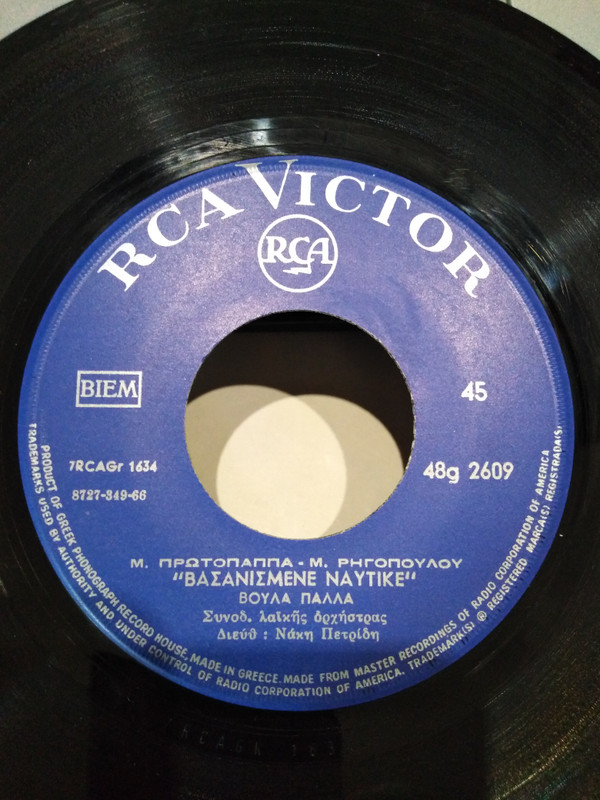 RCA VICTOR
RCA
BIEM
45
7RCAGr 1634
48g 2609
8727-349-66
Μ. ΠΡΩΤΟΠΑΠΠΑ - Μ. ΡΗΓΟΠΟΥΛΟΥ
"ΒΑΣΑΝΙΣΜΕΝΕ ΝΑΥΤΙΚΕ"
ΒΟΥΛΑ ΠΑΛΛΑ
Συνοδ. λαϊκῆς ὀρχήστρας
Διεύθ : Νάκη Πετρίδη
PRODUCT OF GREEK PHONOGRAPH RECORD HOUSE, MADE IN GREECE. MADE FROM MASTER RECORDINGS OF RADIO CORPORATION OF AMERICA
TRADEMARKS USED BY AUTHORITY AND UNDER CONTROL OF RADIO CORPORATION OF AMERICA. TRADEMARK(S) ® REGISTERED. MARCA(S) REGISTRADA(S)